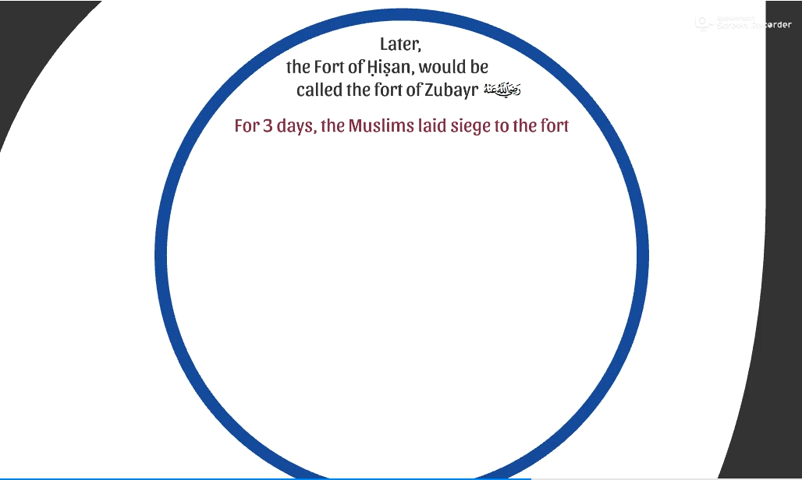 Later,
the Fort of Ḥiṣan, would be
called the fort of Zubayr رَضِيَ اللَّهُ عَنْهُ
For 3 days, the Muslims laid siege to the fort
Screen Recorder